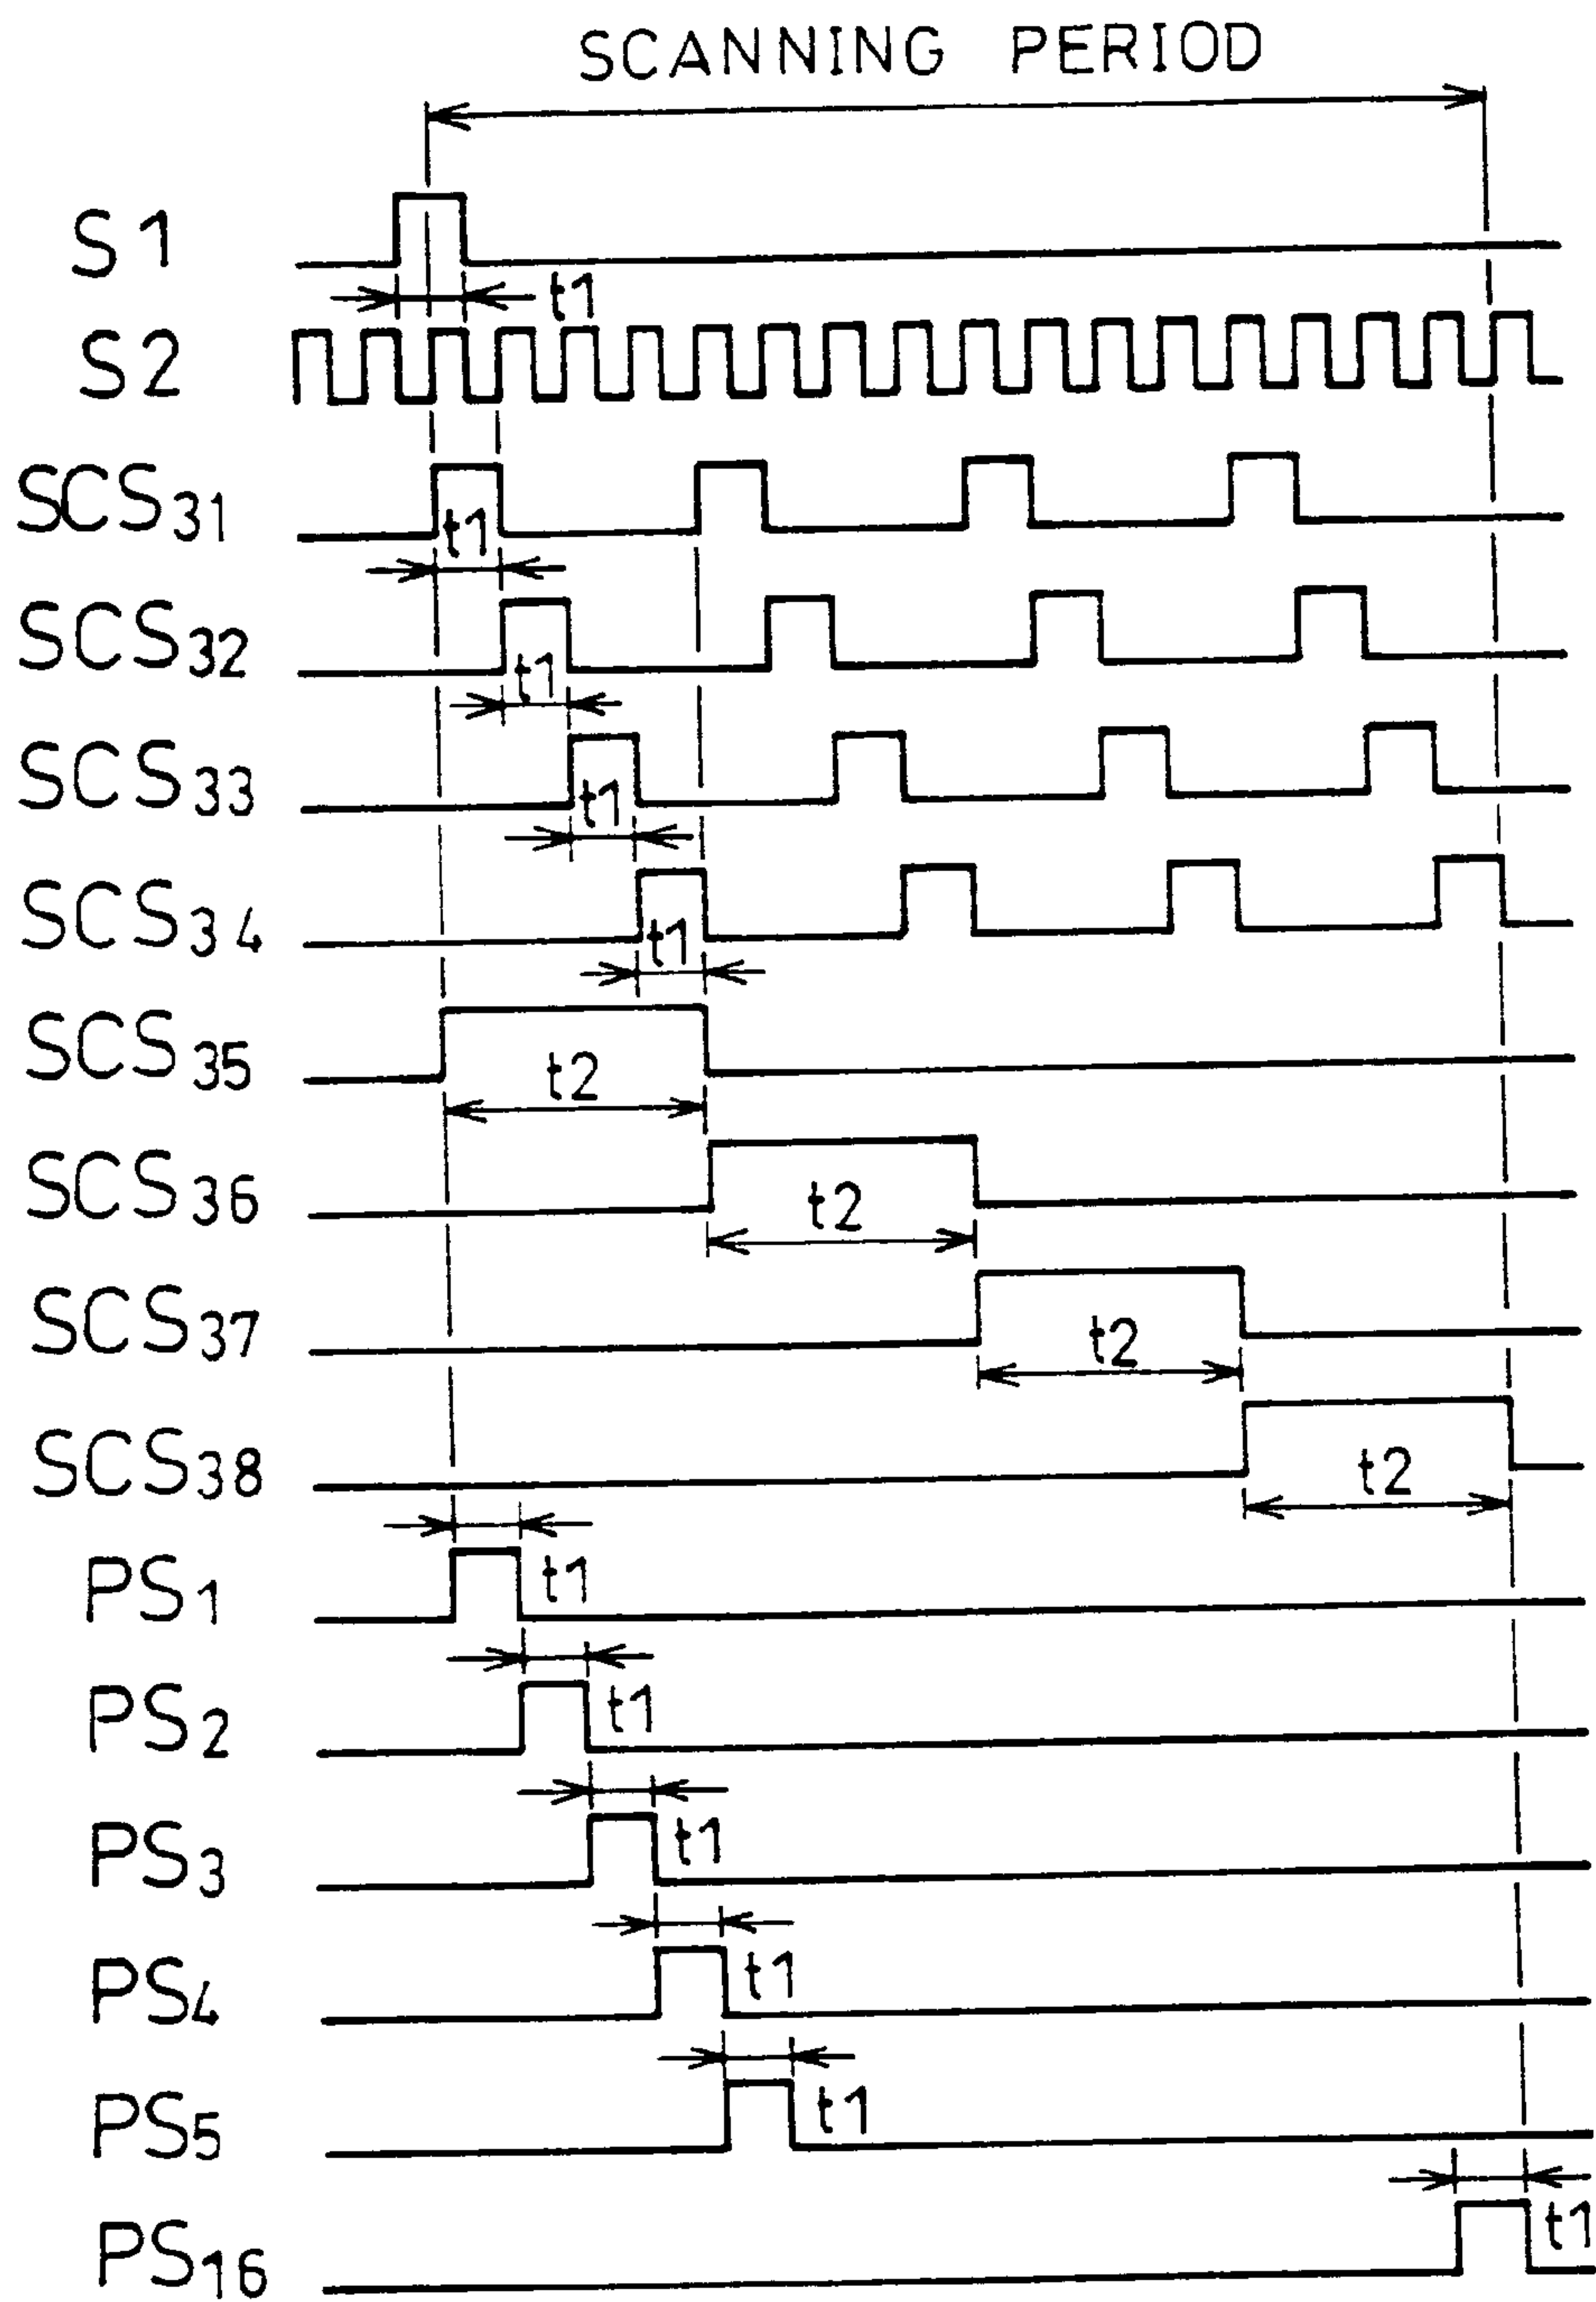 SCANNING PERIOD
S1
t1
S2
SCS31
t1
SCS32
t1
SCS33
t1
SCS34
t1
SCS35
t2
SCS36
t2
SCS37
t2
SCS38
t2
PS1
t1
PS2
t1
PS3
t1
PS4
t1
PS5
t1
PS16
t1